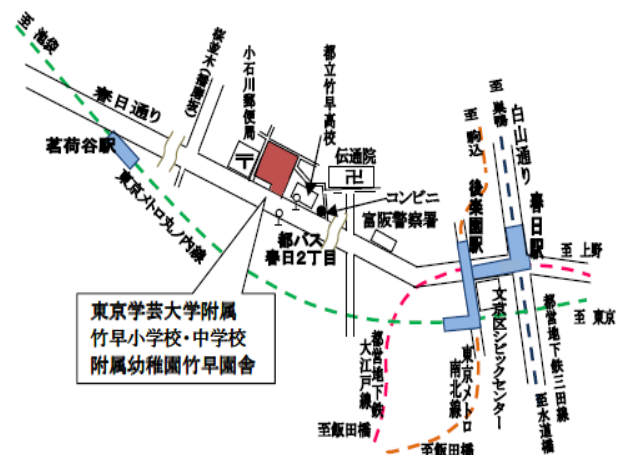 至 池袋
春日通り
茗荷谷駅
東京メトロ丸ノ内線
桜並木(播磨坂)
小石川郵便局
都立竹早高校
伝通院
コンビニ
富阪警察署
都バス
春日2丁目
東京学芸大学附属
竹早小学校・中学校
附属幼稚園竹早園舎
至 駒込
至 巣鴨
白山通り
後楽園駅
春日駅
至 上野
至 東京
文京区シビックセンター
都営地下鉄
大江戸線
東京メトロ
南北線
都営地下鉄三田線
至水道橋
至飯田橋
至飯田橋